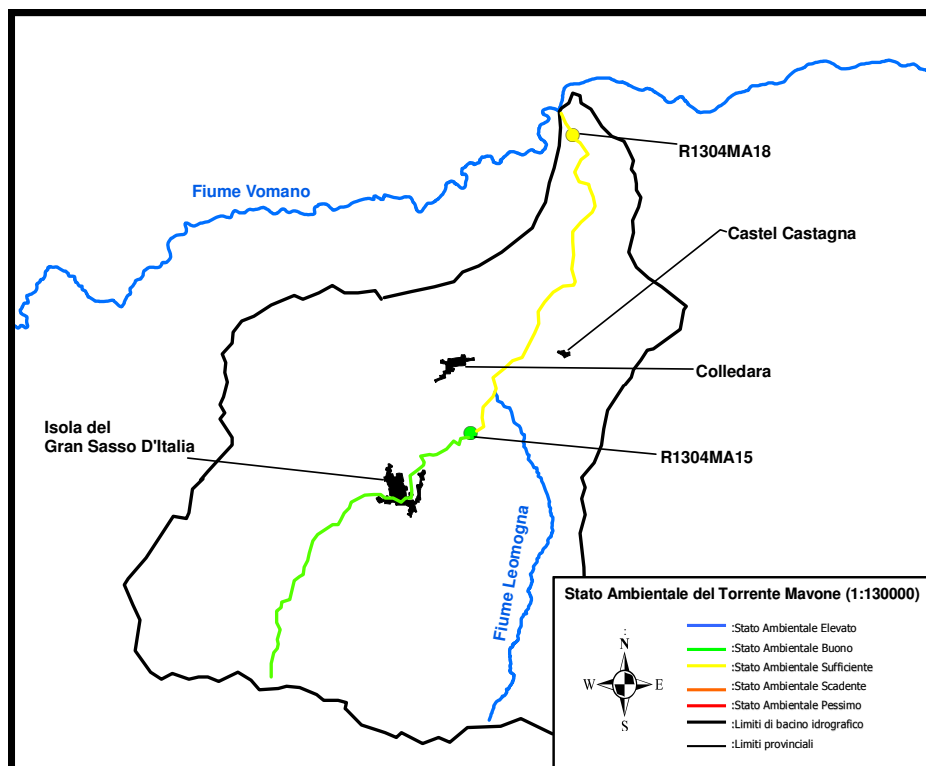 R1304MA18
Fiume Vomano
Castel Castagna
Colledara
Isola del
Gran Sasso D'Italia
R1304MA15
Fiume Leomogna
Stato Ambientale del Torrente Mavone (1:130000)
:
N
W
E
S
:Stato Ambientale Elevato
:Stato Ambientale Buono
:Stato Ambientale Sufficiente
:Stato Ambientale Scadente
:Stato Ambientale Pessimo
:Limiti di bacino idrografico
:Limiti provinciali